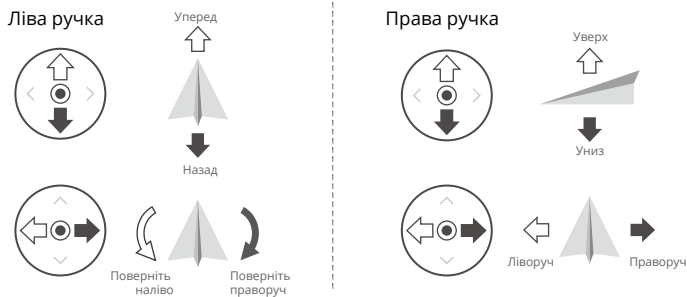 Ліва ручка
Уперед
Назад
Поверніть
наліво
Поверніть
праворуч
Права ручка
Уверх
Униз
Ліворуч
Праворуч